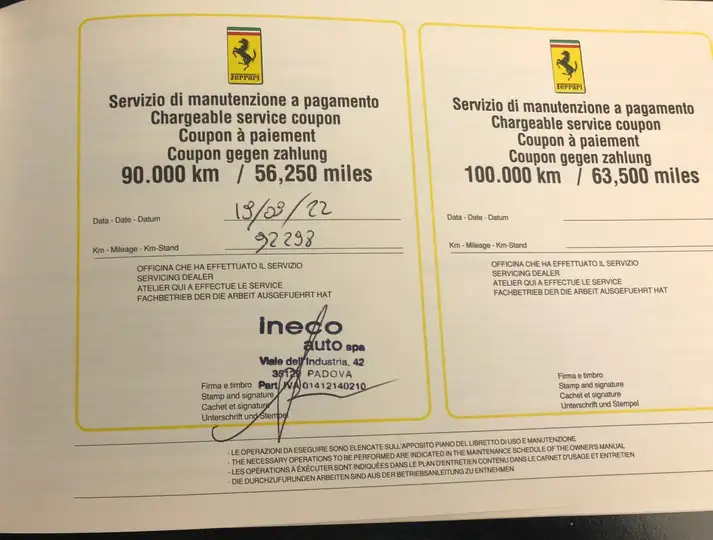 Ferrari
Servizio di manutenzione a pagamento
Chargeable service coupon
Coupon à paiement
Coupon gegen zahlung
90.000 km / 56,250 miles
Data - Date - Datum 19/09/22
Km - Mileage - Km-Stand 92298
OFFICINA CHE HA EFFETTUATO IL SERVIZIO
SERVICING DEALER
ATELIER QUI A EFFECTUE LE SERVICE
FACHBETRIEB DER DIE ARBEIT AUSGEFUEHRT HAT
Ineco
auto spa
Viale dell'Industria, 42
35129 PADOVA
Part. IVA 01412140210
Firma e timbro
Stamp and signature
Cachet et signature
Unterschrift und Stempel
Ferrari
Servizio di manutenzione a pagamento
Chargeable service coupon
Coupon à paiement
Coupon gegen zahlung
100.000 km / 63,500 miles
Data - Date - Datum
Km - Mileage - Km-Stand
OFFICINA CHE HA EFFETTUATO IL SERVIZIO
SERVICING DEALER
ATELIER QUI A EFFECTUE LE SERVICE
FACHBETRIEB DER DIE ARBEIT AUSGEFUEHRT HAT
Firma e timbro
Stamp and signature
Cachet et signature
Unterschrift und Stempel
- LE OPERAZIONI DA ESEGUIRE SONO ELENCATE SULL'APPOSITO PIANO DEL LIBRETTO DI USO E MANUTENZIONE
- THE NECESSARY OPERATIONS TO BE PERFORMED ARE INDICATED IN THE MAINTENANCE SCHEDULE OF THE OWNER'S MANUAL
- LES OPÉRATIONS À EXÉCUTER SONT INDIQUÉES DANS LE PLAN D'ENTRETIEN CONTENU DANS LE CARNET D'USAGE ET ENTRETIEN
- DIE DURCHZUFURUNDEN ARBEITEN SIND AUS DER BETRIEBSANLEITUNG ZU ENTNEHMEN